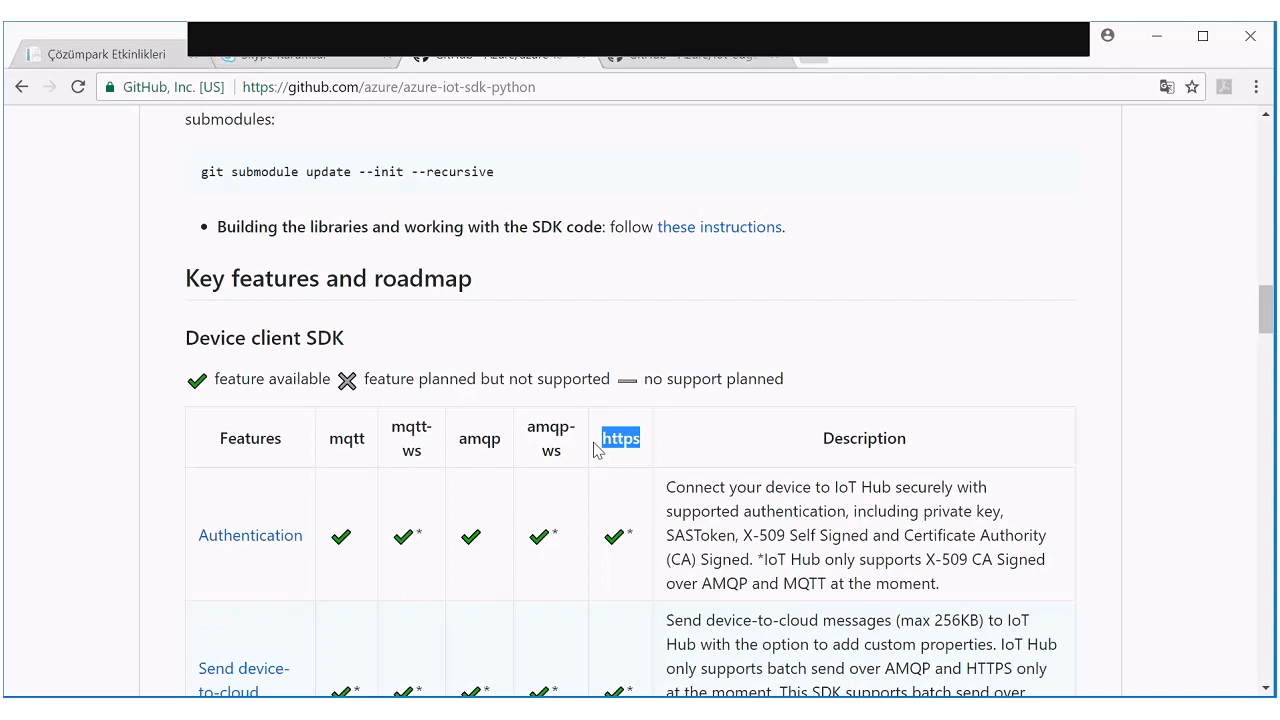 Çözümpark Etkinlikleri
GitHub, Inc. [US]
https://github.com/azure/azure-iot-sdk-python
submodules:
git submodule update --init --recursive
Building the libraries and working with the SDK code: follow these instructions.
Key features and roadmap
Device client SDK
feature available feature planned but not supported no support planned
Features mqtt mqtt-ws amqp amqp-ws https Description
Authentication * * *
Connect your device to IoT Hub securely with
supported authentication, including private key,
SASToken, X-509 Self Signed and Certificate Authority
(CA) Signed. *IoT Hub only supports X-509 CA Signed
over AMQP and MQTT at the moment.
Send device-
to-cloud * * * * *
Send device-to-cloud messages (max 256KB) to IoT
Hub with the option to add custom properties. IoT Hub
only supports batch send over AMQP and HTTPS only
at the moment. This SDK supports batch send over